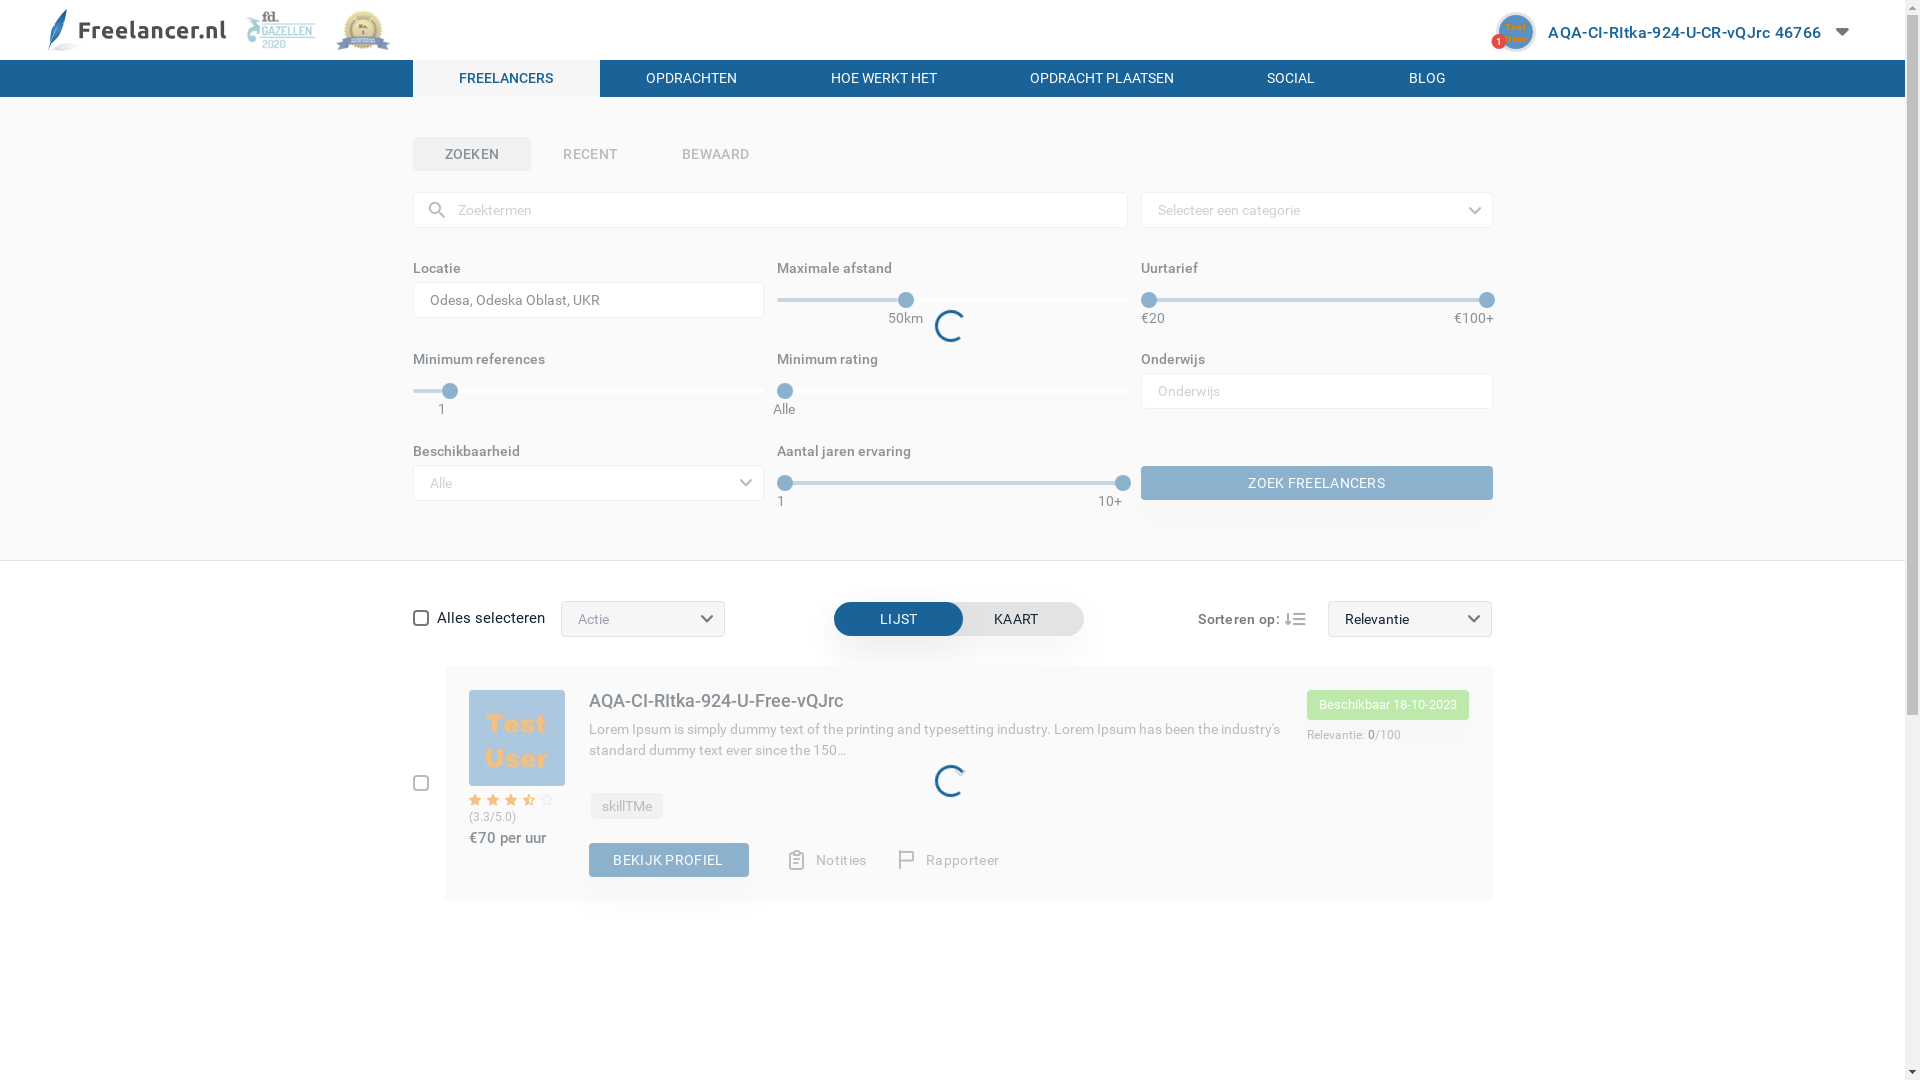 Freelancer.nl
fd.
GAZELLEN
2020
No.
1
1
Test
User
AQA-CI-RItka-924-U-CR-vQJrc 46766
FREELANCERS
OPDRACHTEN
HOE WERKT HET
OPDRACHT PLAATSEN
SOCIAL
BLOG
ZOEKEN
RECENT
BEWAARD
Zoektermen
Selecteer een categorie
Locatie
Maximale afstand
Uurtarief
Odesa, Odeska Oblast, UKR
50km
€20
€100+
Minimum references
Minimum rating
Onderwijs
1
Alle
Onderwijs
Beschikbaarheid
Aantal jaren ervaring
Alle
1
10+
ZOEK FREELANCERS
Alles selecteren
Actie
LIJST
KAART
Sorteren op:
Relevantie
Test
User
(3.3/5.0)
€70 per uur
AQA-CI-RItka-924-U-Free-vQJrc
Lorem Ipsum is simply dummy text of the printing and typesetting industry. Lorem Ipsum has been the industry's
standard dummy text ever since the 150...
Beschikbaar 18-10-2023
Relevantie: 0/100
skillTMe
BEKIJK PROFIEL
Notities
Rapporteer